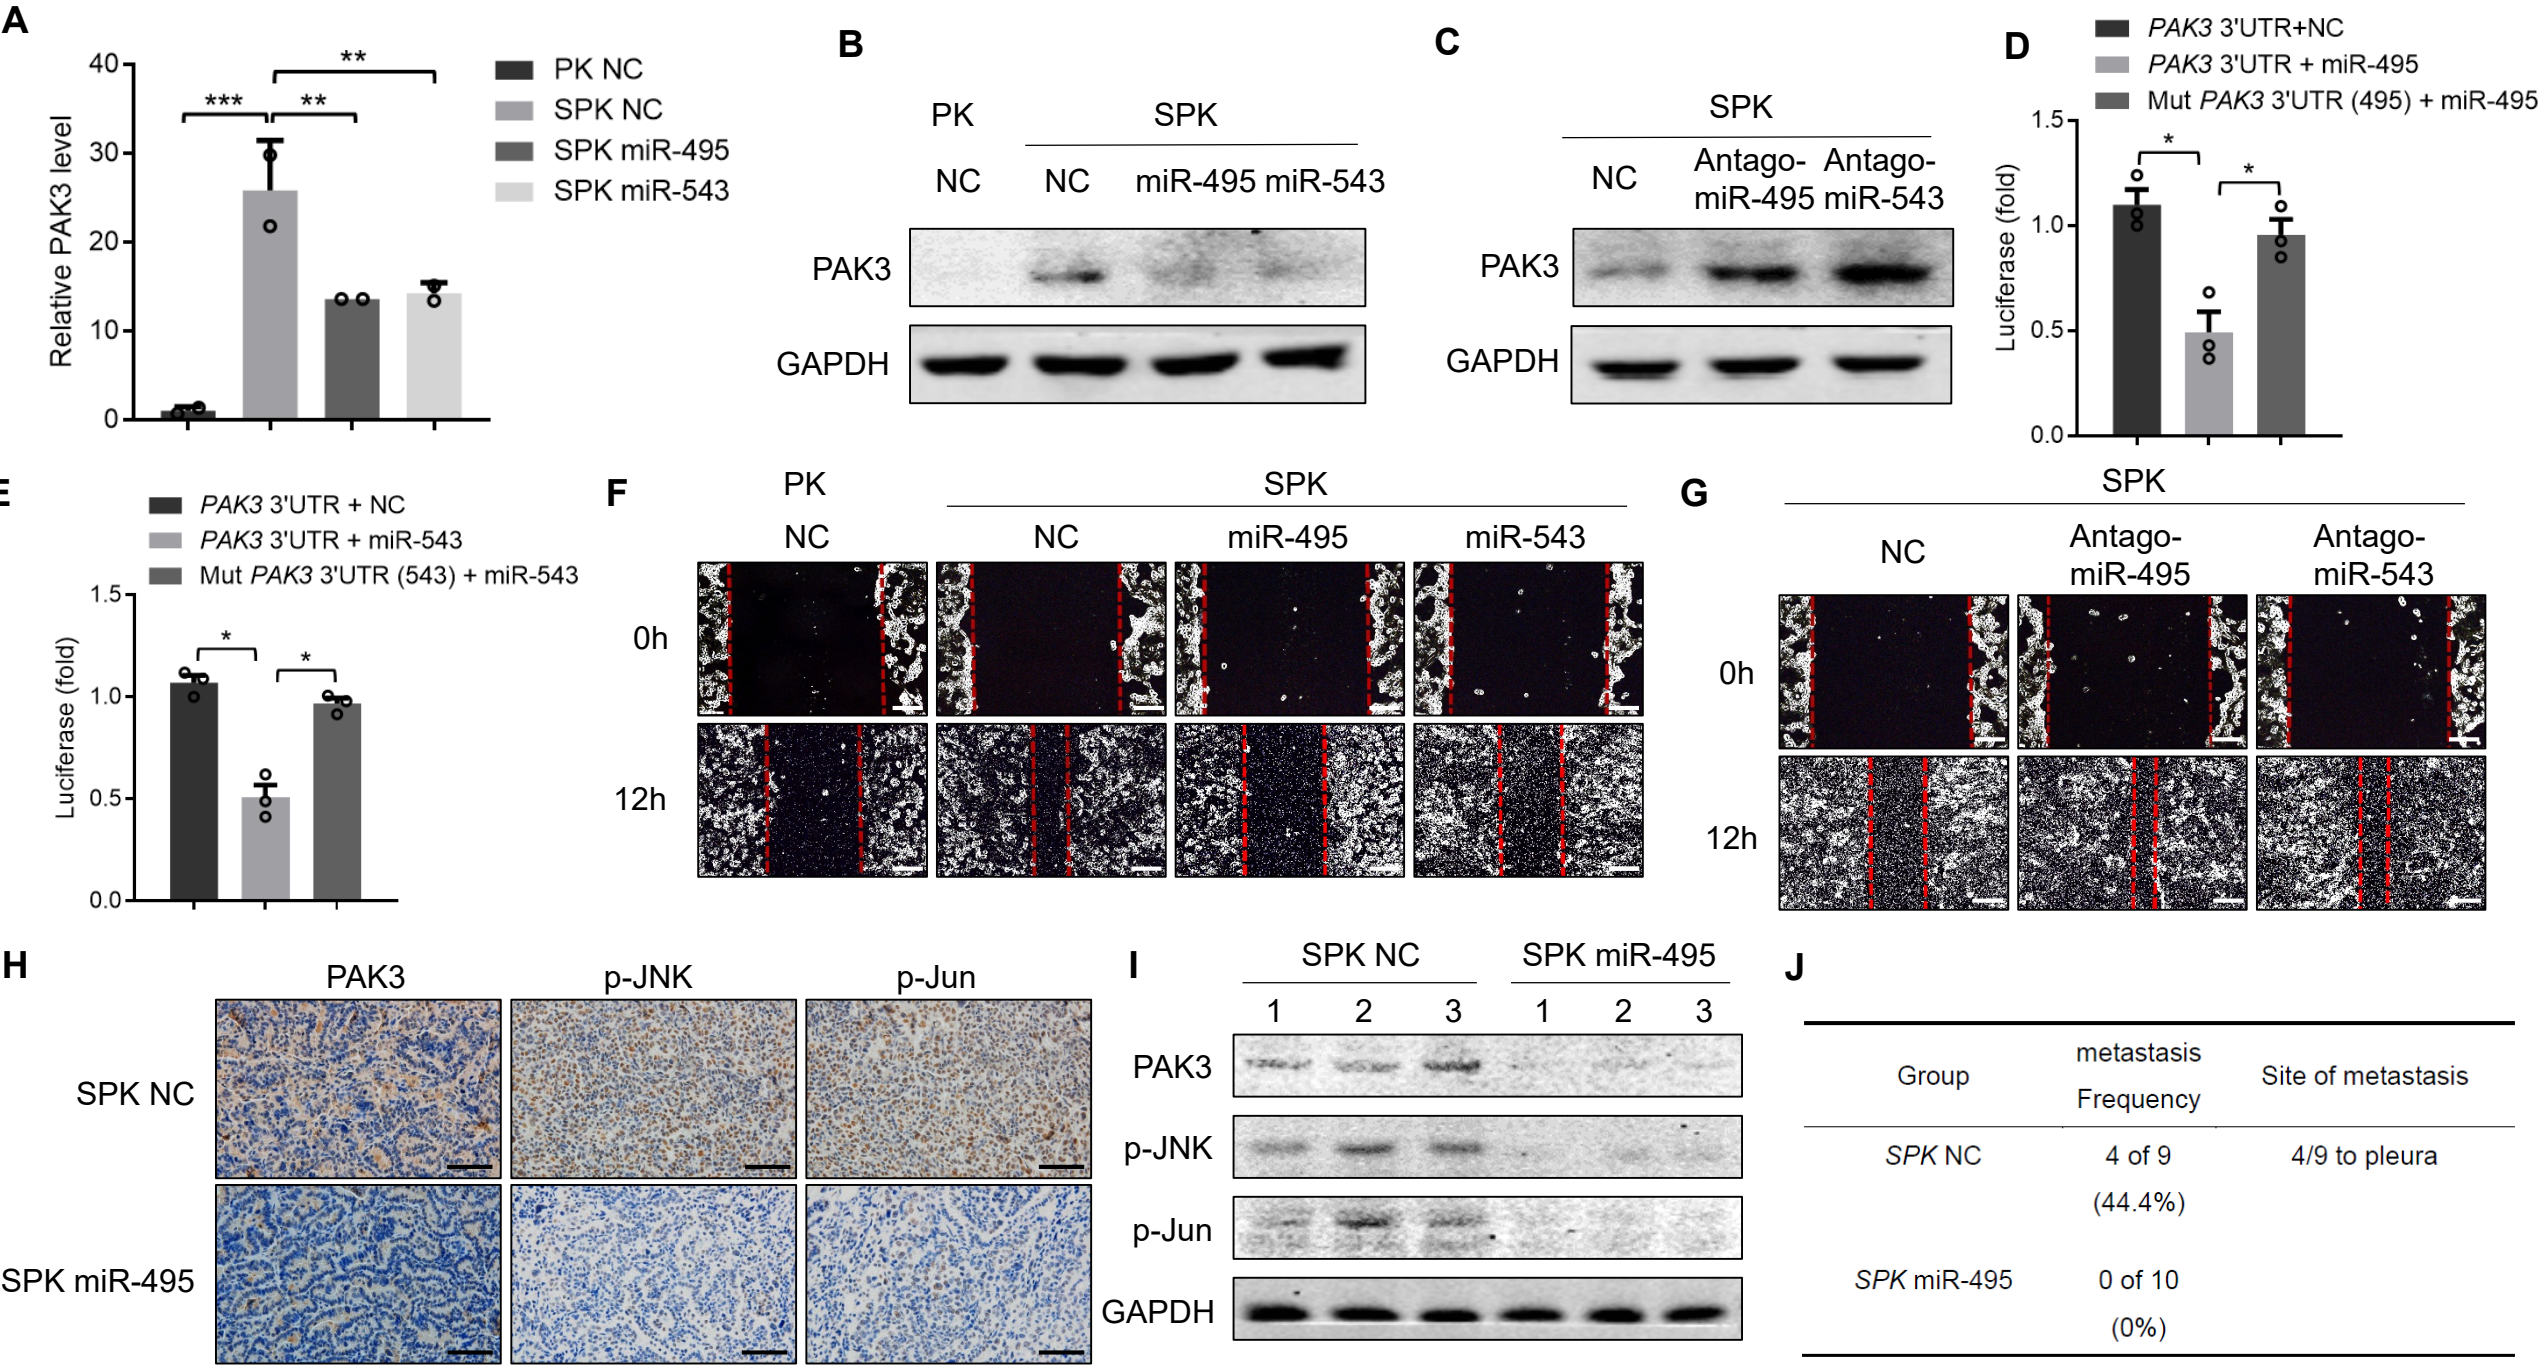 A
Relative PAK3 level
40
30
20
10
0
***
**
**
PK NC
SPK NC
SPK miR-495
SPK miR-543
B
PK
SPK
NC
NC
miR-495
miR-543
PAK3
GAPDH
C
SPK
NC
Antago-
miR-495
Antago-
miR-543
PAK3
GAPDH
D
PAK3 3'UTR+NC
PAK3 3'UTR + miR-495
Mut PAK3 3'UTR (495) + miR-495
Luciferase (fold)
1.5
1.0
0.5
0.0
*
*
E
PAK3 3'UTR + NC
PAK3 3'UTR + miR-543
Mut PAK3 3'UTR (543) + miR-543
Luciferase (fold)
1.5
1.0
0.5
0.0
*
*
F
PK
SPK
NC
NC
miR-495
miR-543
0h
12h
G
SPK
NC
Antago-
miR-495
Antago-
miR-543
0h
12h
H
PAK3
p-JNK
p-Jun
SPK NC
SPK miR-495
I
SPK NC
SPK miR-495
1 2 3 1 2 3
PAK3
p-JNK
p-Jun
GAPDH
J
Group
metastasis
Frequency
Site of metastasis
SPK NC
4 of 9
(44.4%)
4/9 to pleura
SPK miR-495
0 of 10
(0%)